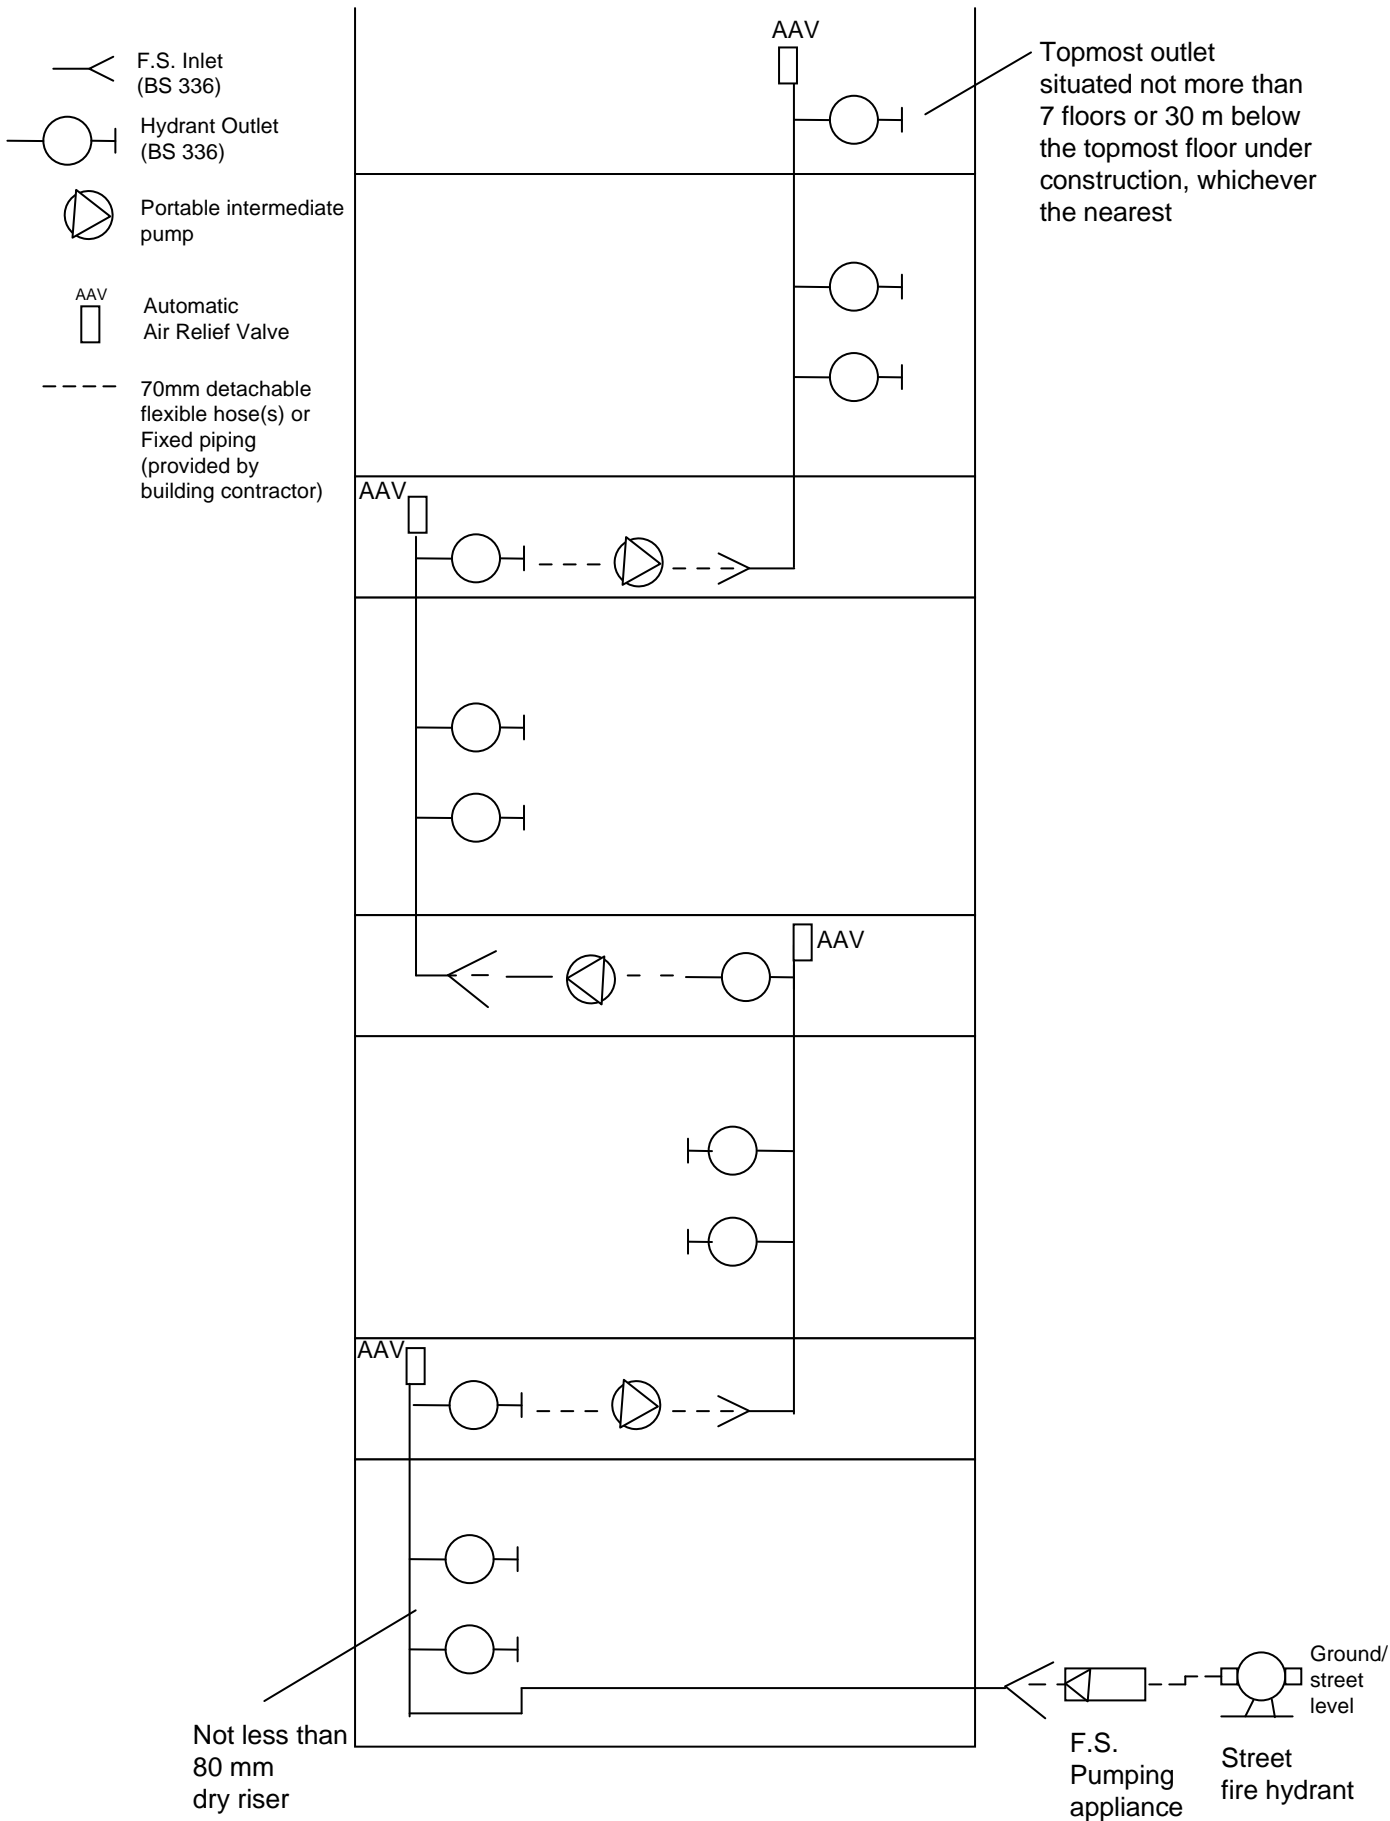 F.S. Inlet
(BS 336)
Hydrant Outlet
(BS 336)
Portable intermediate
pump
AAV
Automatic
Air Relief Valve
70mm detachable
flexible hose(s) or
Fixed piping
(provided by
building contractor)
AAV
Topmost outlet
situated not more than
7 floors or 30 m below
the topmost floor under
construction, whichever
the nearest
AAV
AAV
AAV
Not less than
80 mm
dry riser
F.S.
Pumping
appliance
Ground/
street
level
Street
fire hydrant